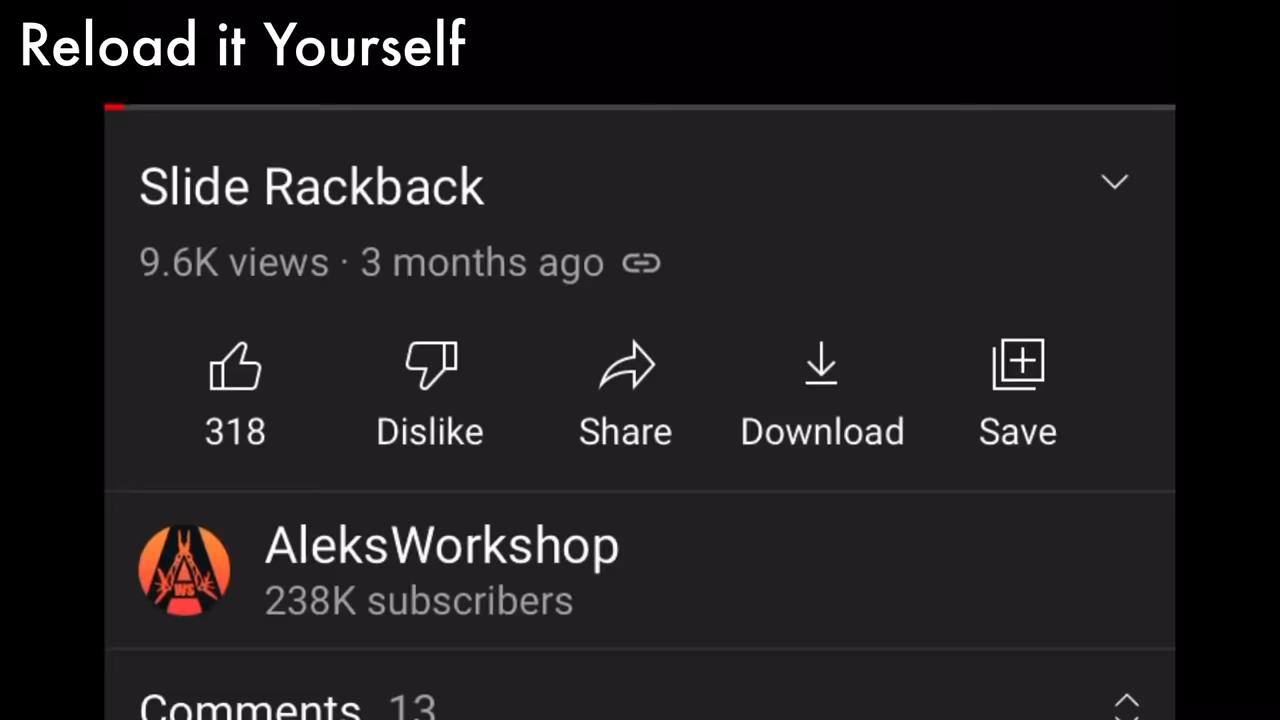 Reload it Yourself
Slide Rackback
9.6K views · 3 months ago
318 Dislike Share Download Save
AleksWorkshop
WS
238K subscribers
Comments 13